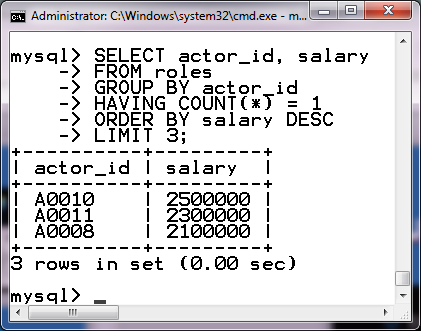 Administrator: C:\Windows\system32\cmd.exe - m...
mysql> SELECT actor_id, salary
    -> FROM roles
    -> GROUP BY actor_id
    -> HAVING COUNT(*) = 1
    -> ORDER BY salary DESC
    -> LIMIT 3;
+----------+---------+
| actor_id | salary  |
+----------+---------+
| A0010    | 2500000 |
| A0011    | 2300000 |
| A0008    | 2100000 |
+----------+---------+
3 rows in set (0.00 sec)
mysql> _